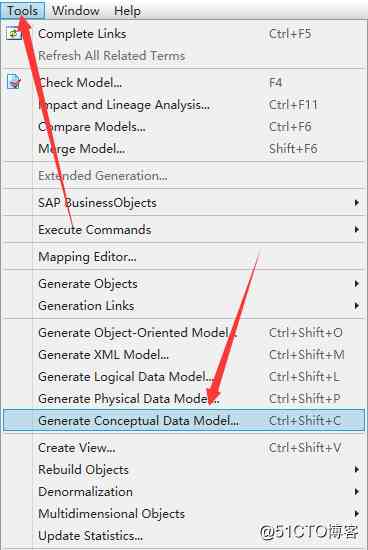 Tools Window Help
Complete Links Ctrl+F5
Refresh All Related Terms
Check Model... F4
Impact and Lineage Analysis... Ctrl+F11
Compare Models... Ctrl+F6
Merge Model... Shift+F6
Extended Generation...
SAP BusinessObjects
Execute Commands
Mapping Editor...
Generate Objects
Generation Links
Generate Object-Oriented Model... Ctrl+Shift+O
Generate XML Model... Ctrl+Shift+M
Generate Logical Data Model... Ctrl+Shift+L
Generate Physical Data Model... Ctrl+Shift+P
Generate Conceptual Data Model... Ctrl+Shift+C
Create View... Ctrl+Shift+V
Rebuild Objects
Denormalization
Multidimensional Objects
Update Statistics...
@51CTO博客